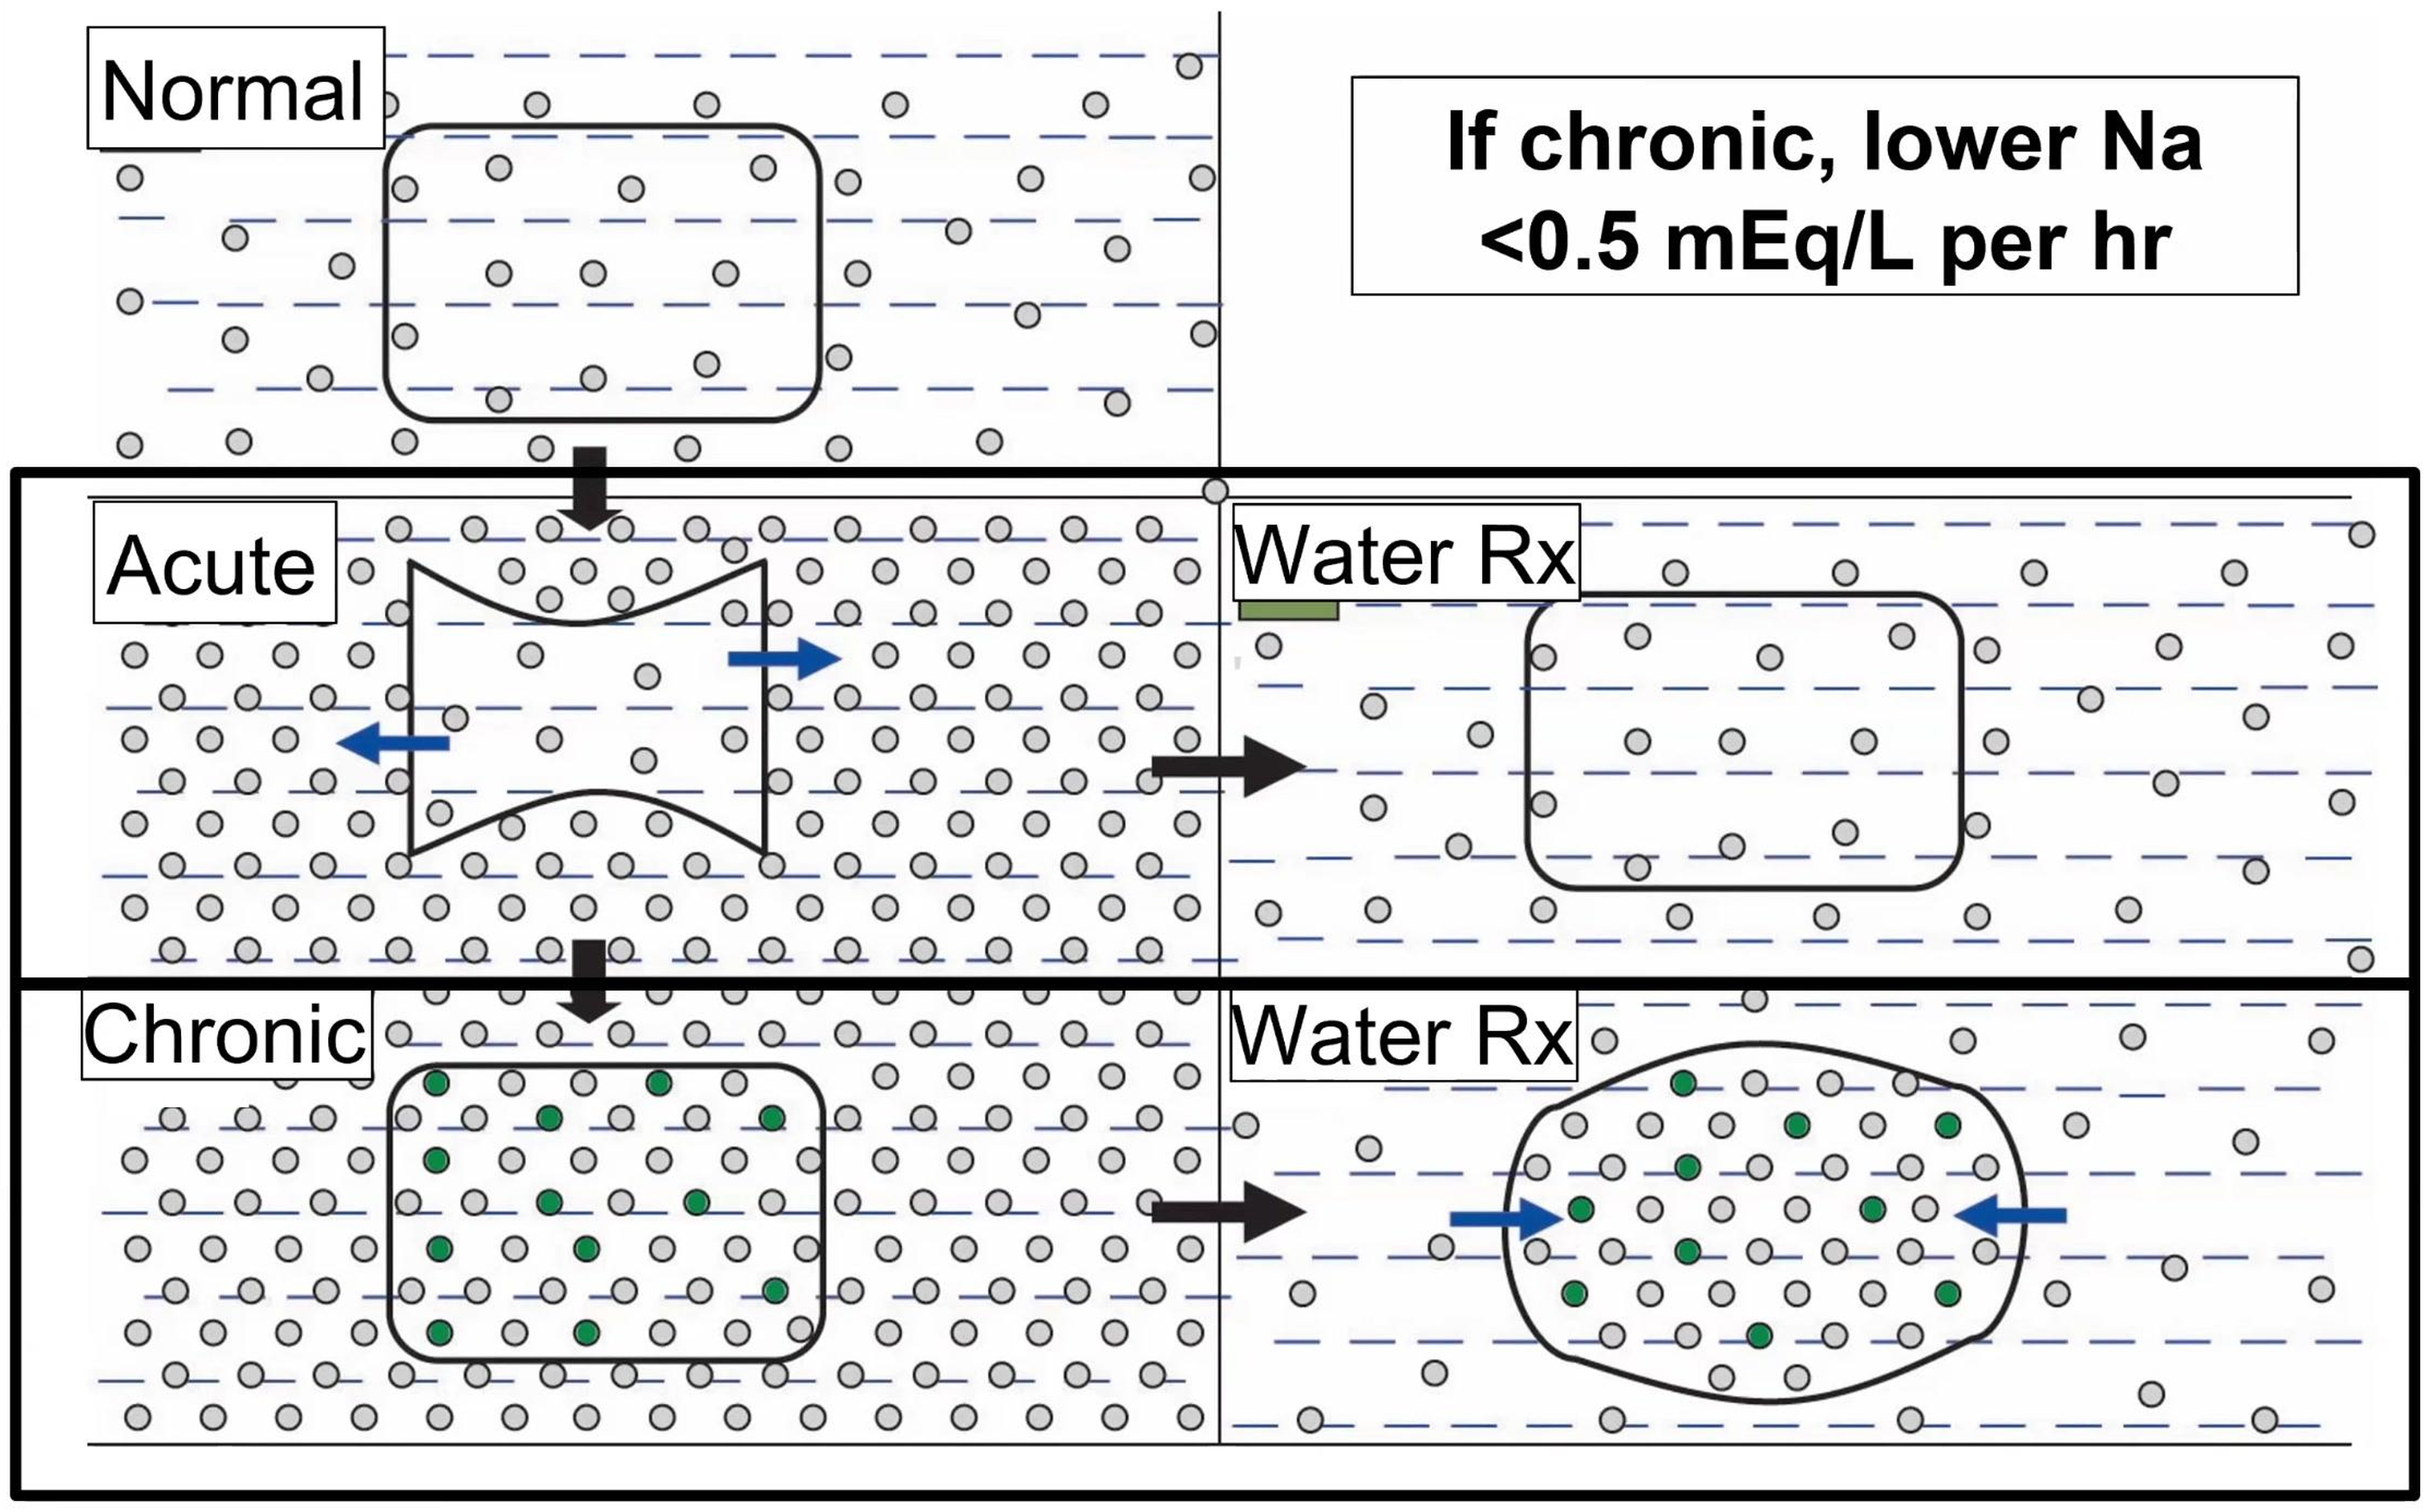 Normal
If chronic, lower Na
<0.5 mEq/L per hr
Acute
Water Rx
Chronic
Water Rx